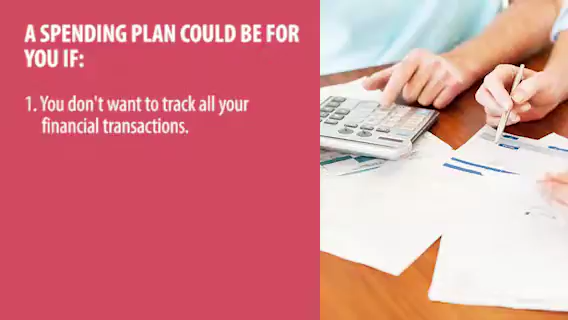 A SPENDING PLAN COULD BE FOR
YOU IF:
1. You don't want to track all your
financial transactions.